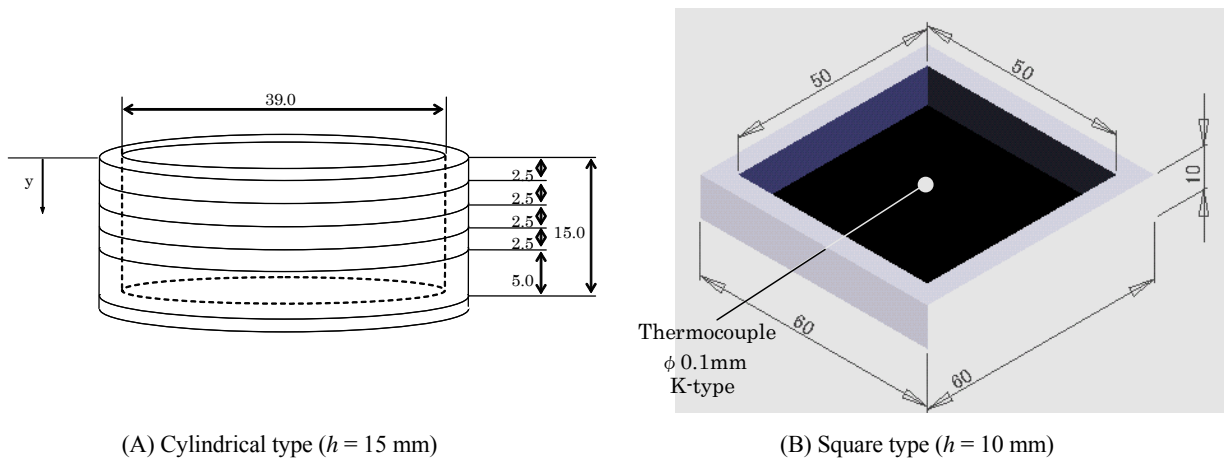 39.0
y
2.5
2.5
2.5
2.5
15.0
5.0
(A) Cylindrical type (h = 15 mm)
50
50
10
60
60
Thermocouple
φ 0.1mm
K-type
(B) Square type (h = 10 mm)